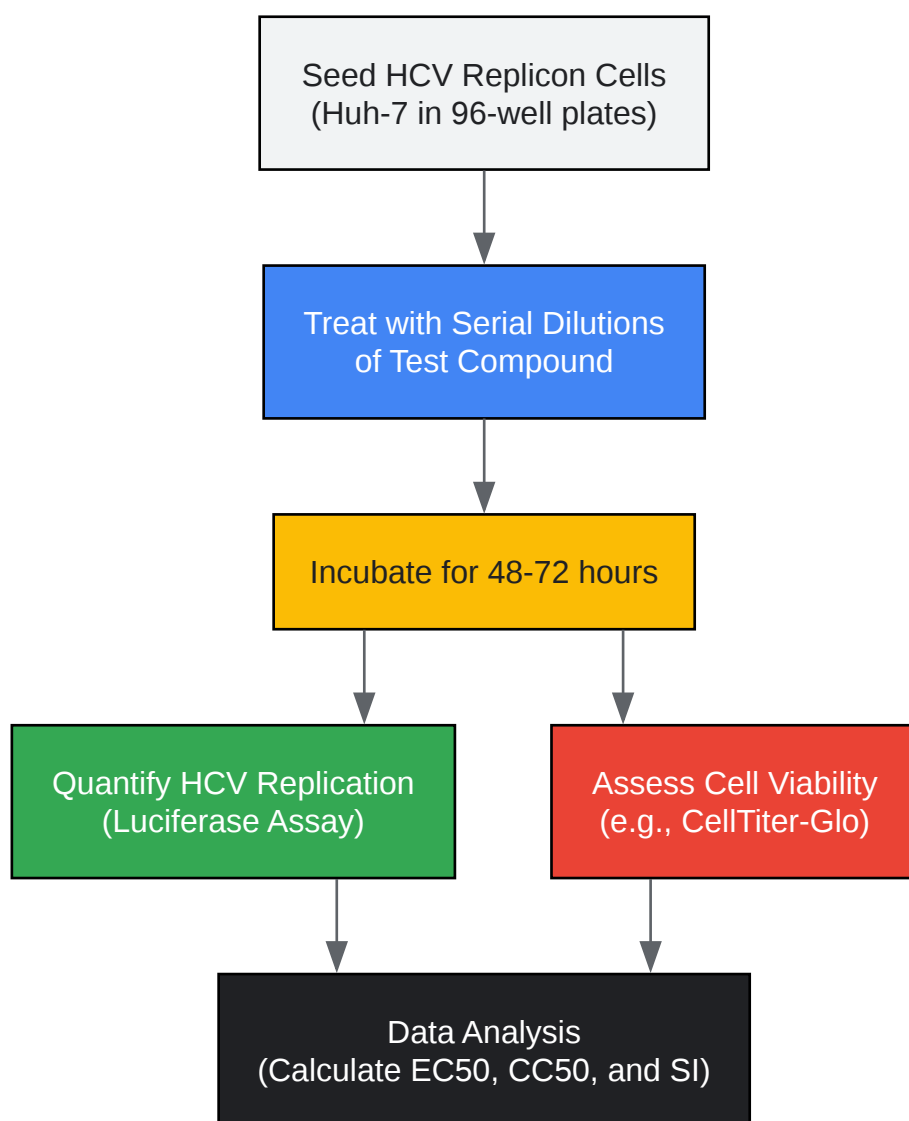 Seed HCV Replicon Cells
(Huh-7 in 96-well plates)
Treat with Serial Dilutions
of Test Compound
Incubate for 48-72 hours
Quantify HCV Replication
(Luciferase Assay)
Assess Cell Viability
(e.g., CellTiter-Glo)
Data Analysis
(Calculate EC50, CC50, and SI)